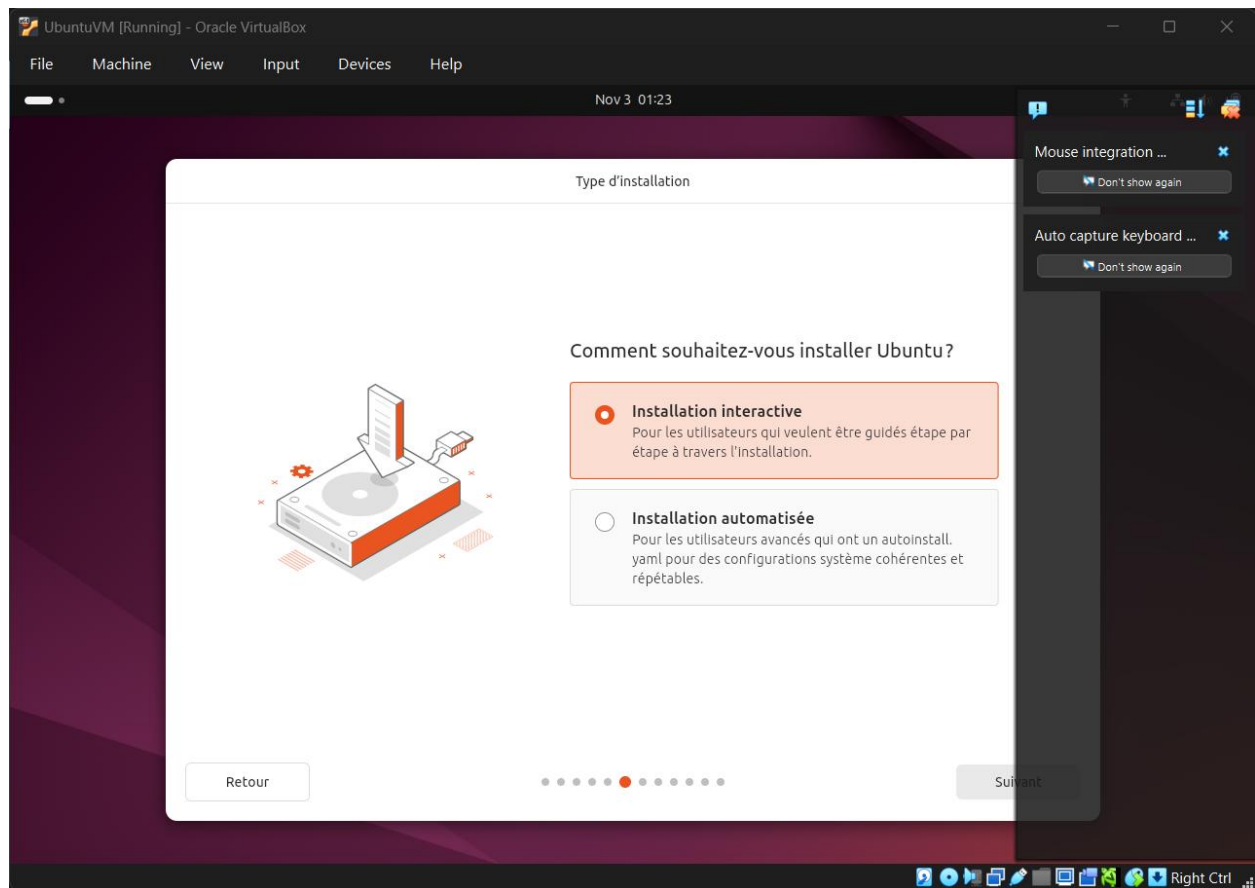 UbuntuVM [Running] - Oracle VirtualBox
File Machine View Input Devices Help
Nov 3 01:23
Mouse integration ...
Don't show again
Auto capture keyboard ...
Don't show again
Type d'installation
Comment souhaitez-vous installer Ubuntu ?
Installation interactive
Pour les utilisateurs qui veulent être guidés étape par
étape à travers l'installation.
Installation automatisée
Pour les utilisateurs avancés qui ont un autoinstall.
yaml pour des configurations système cohérentes et
répétables.
Retour
Suivant
Right Ctrl